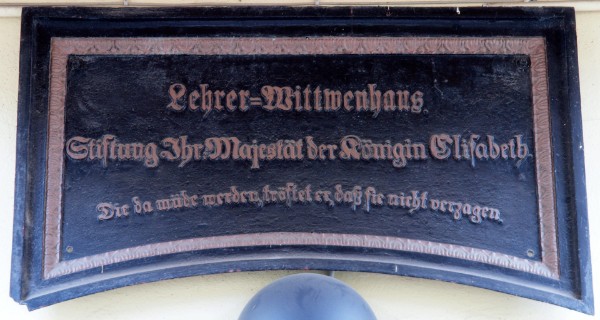 Lehrer=Wittwenhaus
Stiftung Ihr. Majestät der Königin Elisabeth.
Die da müde werden, tröstet er, daß sie nicht verzagen.